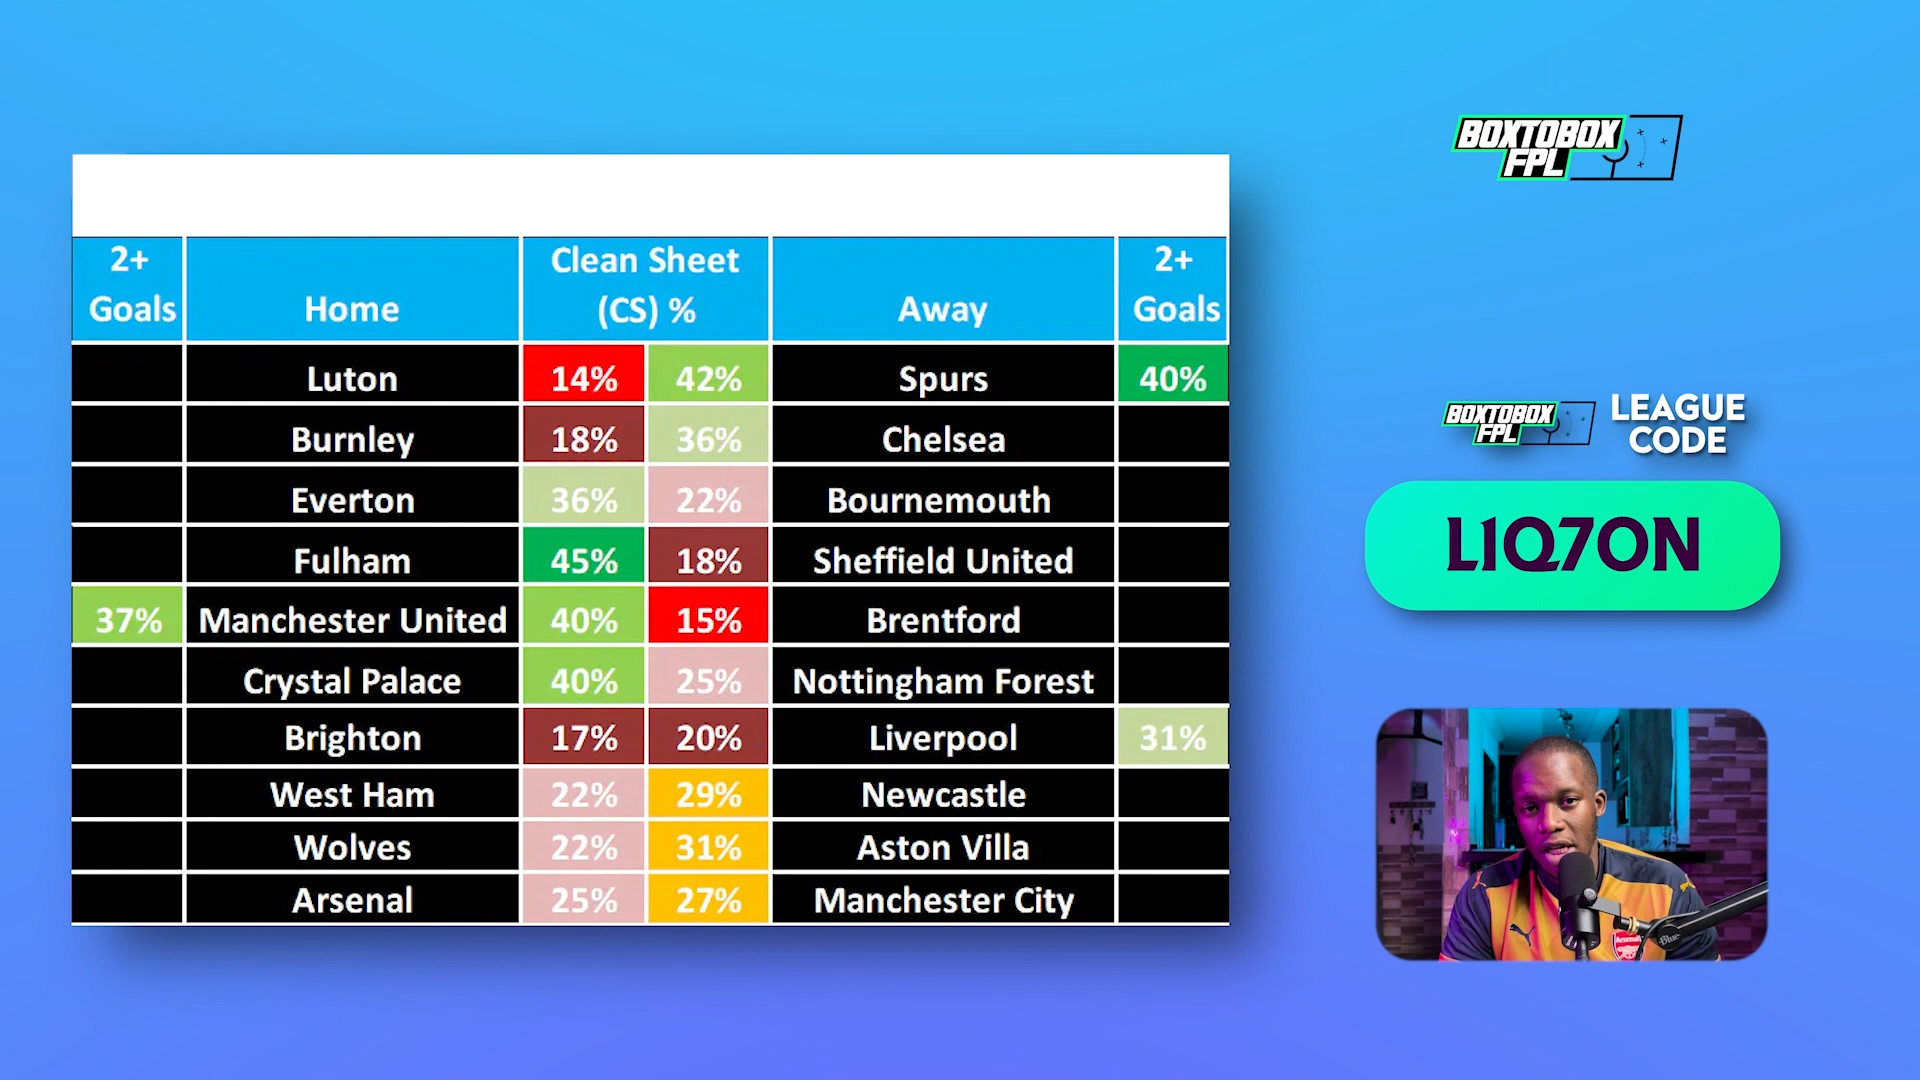 BOXTOBOX
FPL
2+ Goals Home Clean Sheet (CS) % Away 2+ Goals
Luton 14% 42% Spurs 40%
Burnley 18% 36% Chelsea
Everton 36% 22% Bournemouth
Fulham 45% 18% Sheffield United
37% Manchester United 40% 15% Brentford
Crystal Palace 40% 25% Nottingham Forest
Brighton 17% 20% Liverpool 31%
West Ham 22% 29% Newcastle
Wolves 22% 31% Aston Villa
Arsenal 25% 27% Manchester City
BOXTOBOX
FPL
LEAGUE
CODE
L1Q7ON
Arsenal
Blue